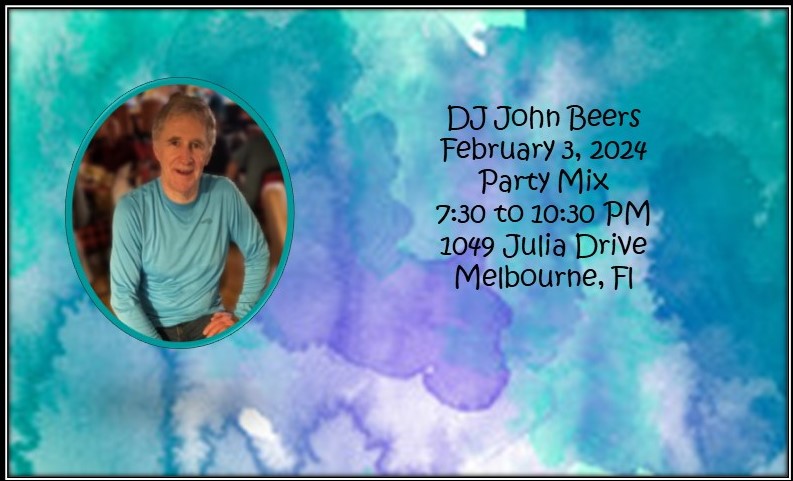 DJ John Beers
February 3, 2024
Party Mix
7:30 to 10:30 PM
1049 Julia Drive
Melbourne, Fl